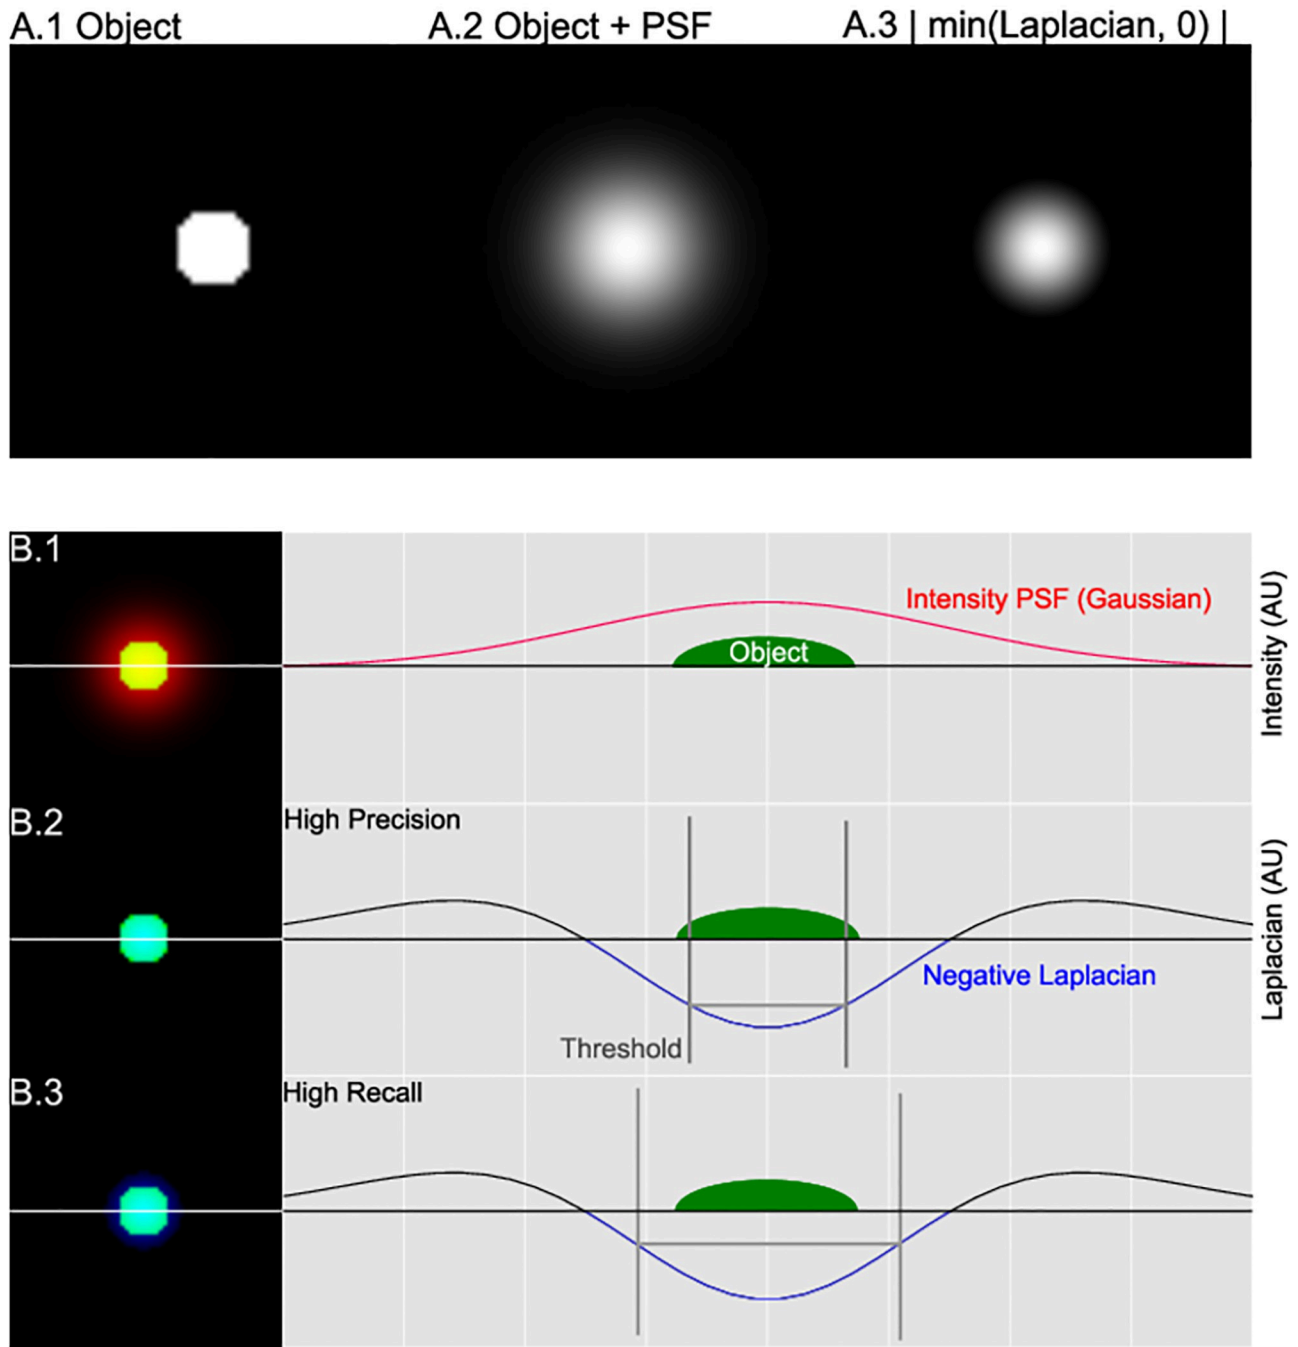 A.1 Object
A.2 Object + PSF
A.3 | min(Laplacian, 0) |
B.1
Intensity PSF (Gaussian)
Object
Intensity (AU)
B.2
High Precision
Negative Laplacian
Threshold
Laplacian (AU)
B.3
High Recall